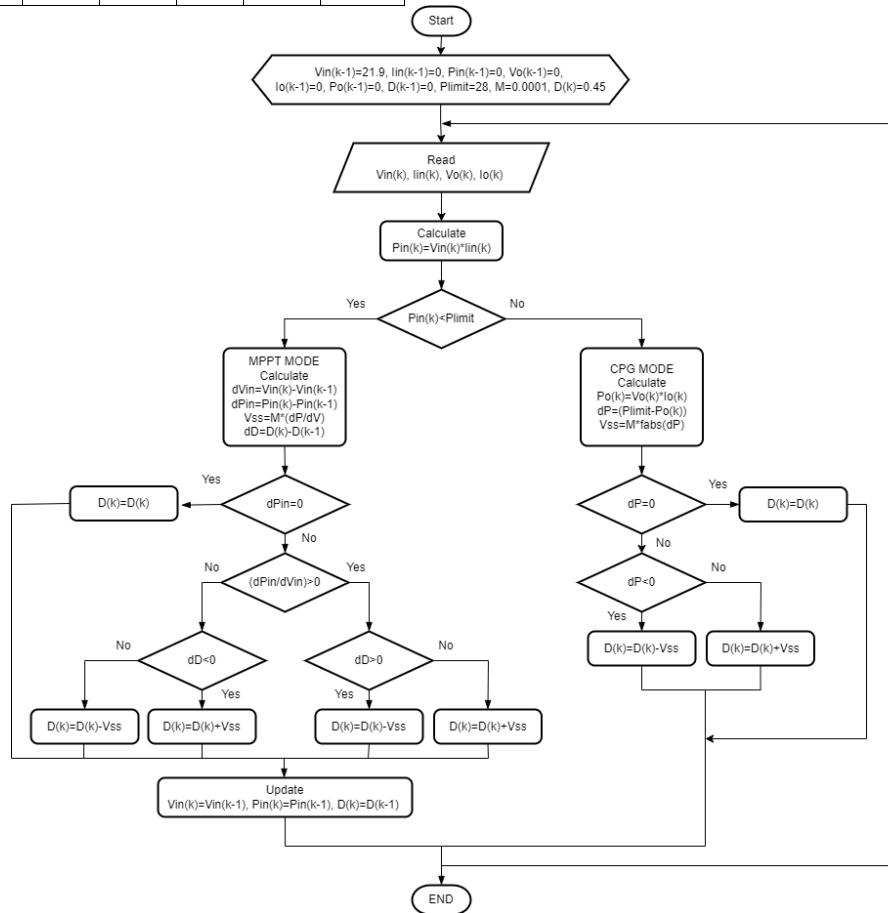 Start
Vin(k-1)=21.9, Iin(k-1)=0, Pin(k-1)=0, Vo(k-1)=0,
Io(k-1)=0, Po(k-1)=0, D(k-1)=0, Plimit=28, M=0.0001, D(k)=0.45
Read
Vin(k), Iin(k), Vo(k), Io(k)
Calculate
Pin(k)=Vin(k)*Iin(k)
Yes
Pin(k)<Plimit
No
MPPT MODE
Calculate
dVin=Vin(k)-Vin(k-1)
dPin=Pin(k)-Pin(k-1)
Vss=M*(dP/dV)
dD=D(k)-D(k-1)
CPG MODE
Calculate
Po(k)=Vo(k)*Io(k)
dP=(Plimit-Po(k))
Vss=M*fabs(dP)
D(k)=D(k)
Yes
dPin=0
No
dP=0
Yes
D(k)=D(k)
No
No
(dPin/dVin)>0
Yes
dP<0
No
Yes
No
dD<0
Yes
dD>0
No
Yes
D(k)=D(k)-Vss
D(k)=D(k)+Vss
D(k)=D(k)-Vss
D(k)=D(k)+Vss
D(k)=D(k)-Vss
D(k)=D(k)+Vss
Update
Vin(k)=Vin(k-1), Pin(k)=Pin(k-1), D(k)=D(k-1)
END